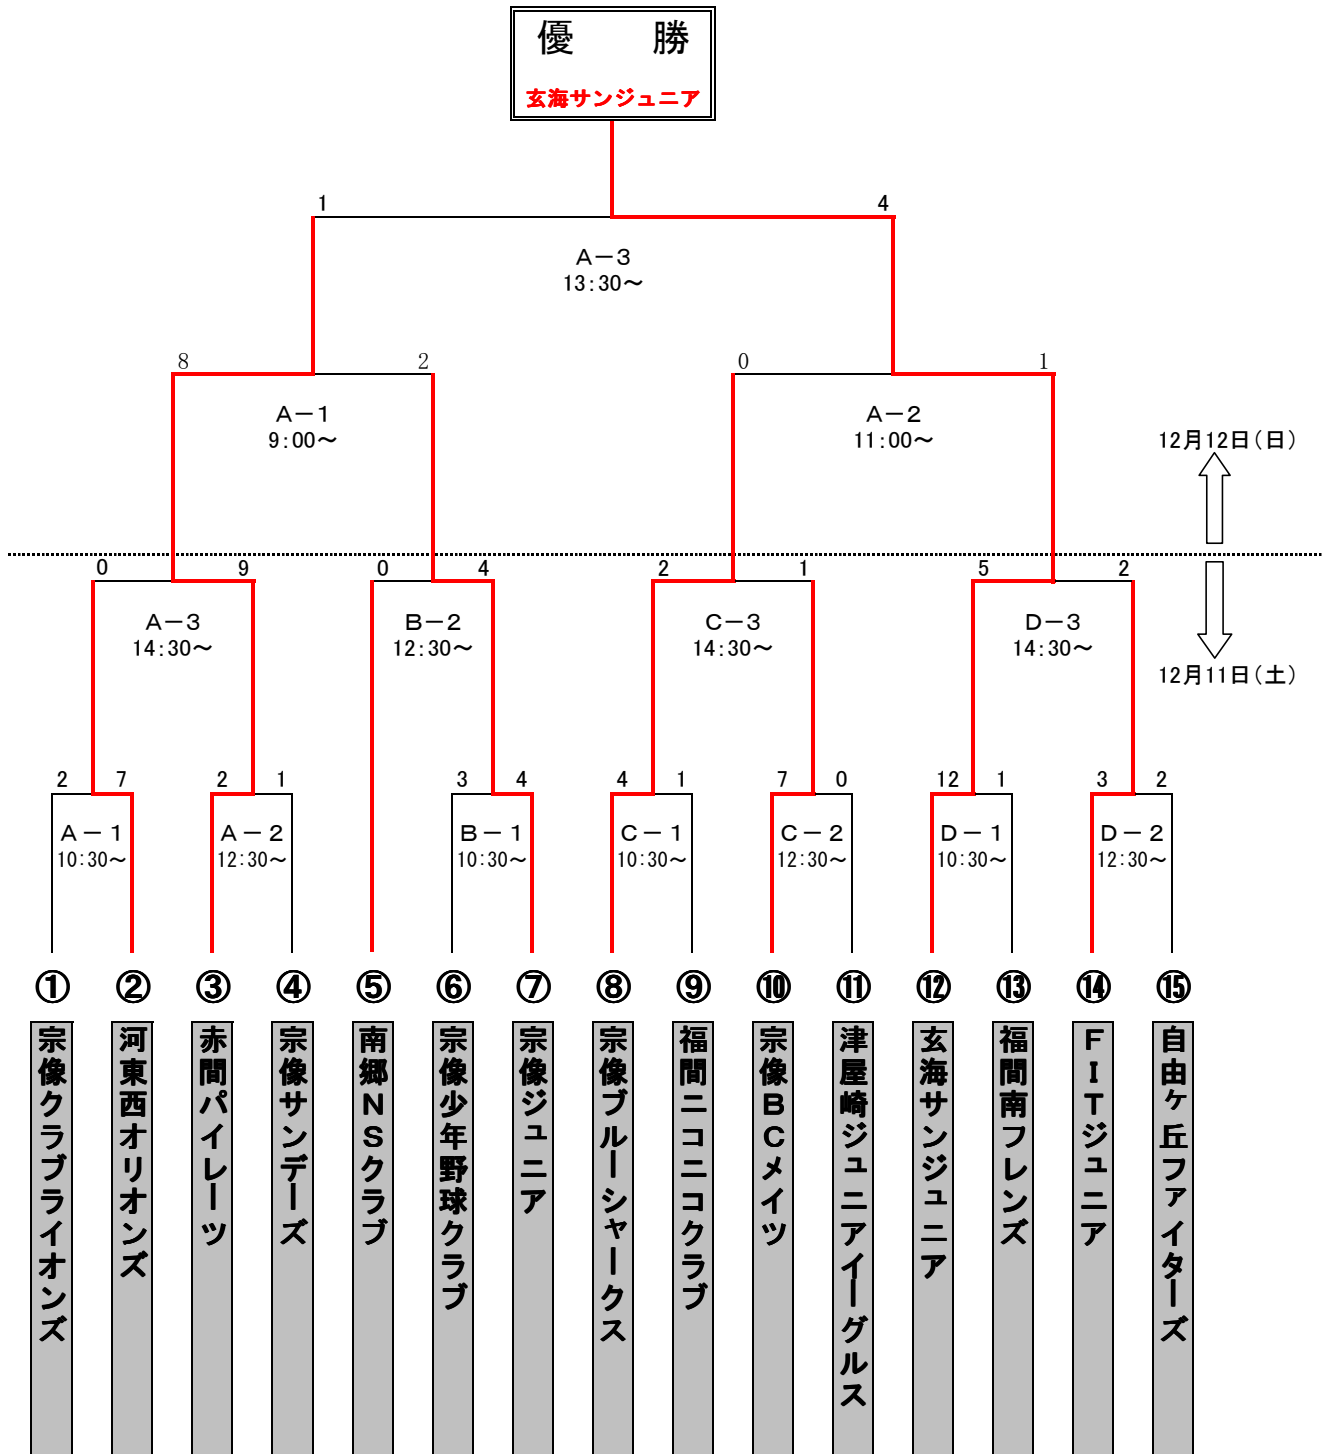 優　勝
玄海サンジュニア
1 4
A－3
13:30～
8 2 0 1
A－1 A－2
9:00～ 11:00～
12月12日（日）
0 9 0 4 2 1 5 2
A－3 B－2 C－3 D－3
14:30～ 12:30～ 14:30～ 14:30～
12月11日（土）
2 7 2 1 3 4 4 1 7 0 12 1 3 2
A－1 A－2 B－1 C－1 C－2 D－1 D－2
10:30～ 12:30～ 10:30～ 10:30～ 12:30～ 10:30～ 12:30～
① ② ③ ④ ⑤ ⑥ ⑦ ⑧ ⑨ ⑩ ⑪ ⑫ ⑬ ⑭ ⑮
宗像クラブライオンズ
河東西オリオンズ
赤間パイレーツ
宗像サンデーズ
南郷NSクラブ
宗像少年野球クラブ
宗像ジュニア
宗像ブルーシャークス
福間ニコニコクラブ
宗像BCメイツ
津屋崎ジュニアイーグルス
玄海サンジュニア
福間南フレンズ
FITジュニア
自由ヶ丘ファイターズ